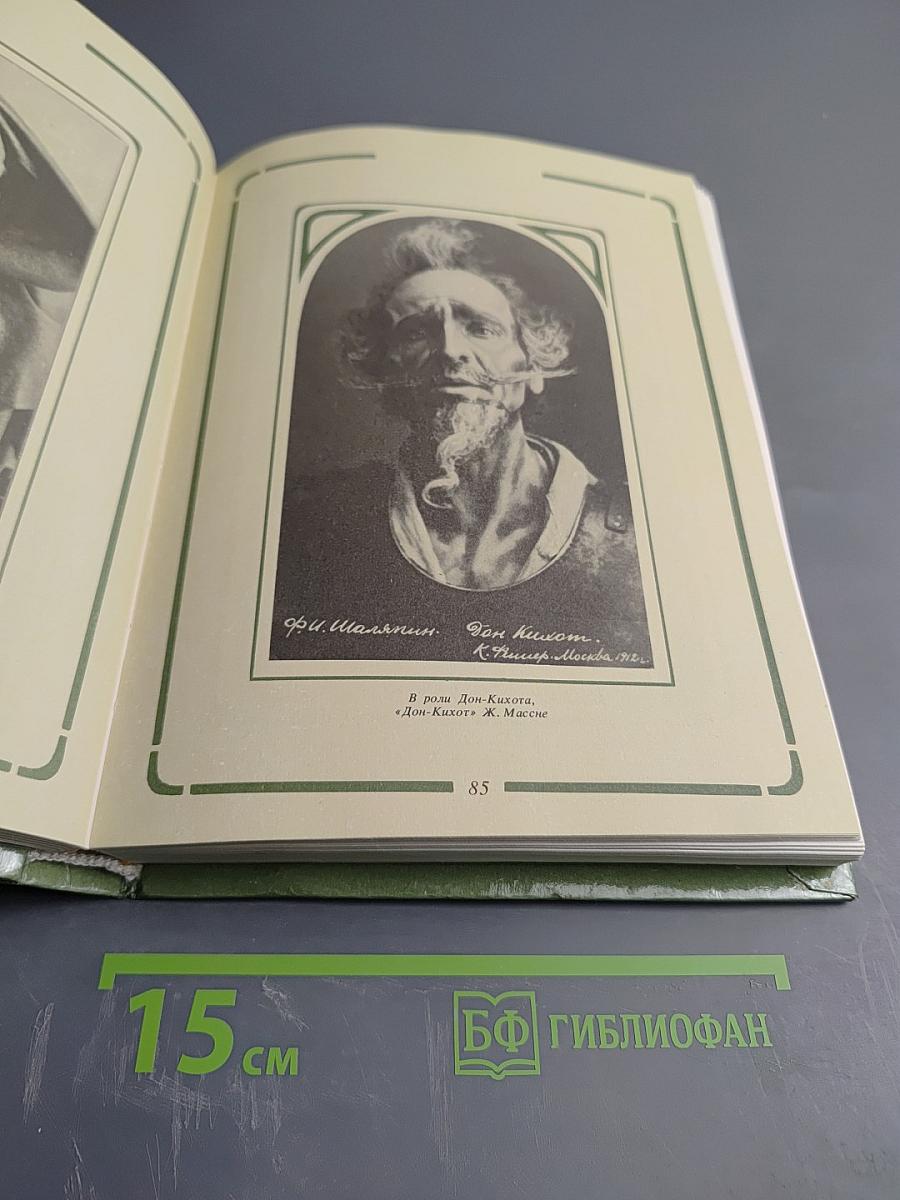 Ф.И. Шаляпин. Дон Кихот.
К. Фишер. Москва 1912 г.
В роли Дон-Кихота,
«Дон-Кихот» Ж. Массне
85
15 см
БФ ГИБЛИОФАН